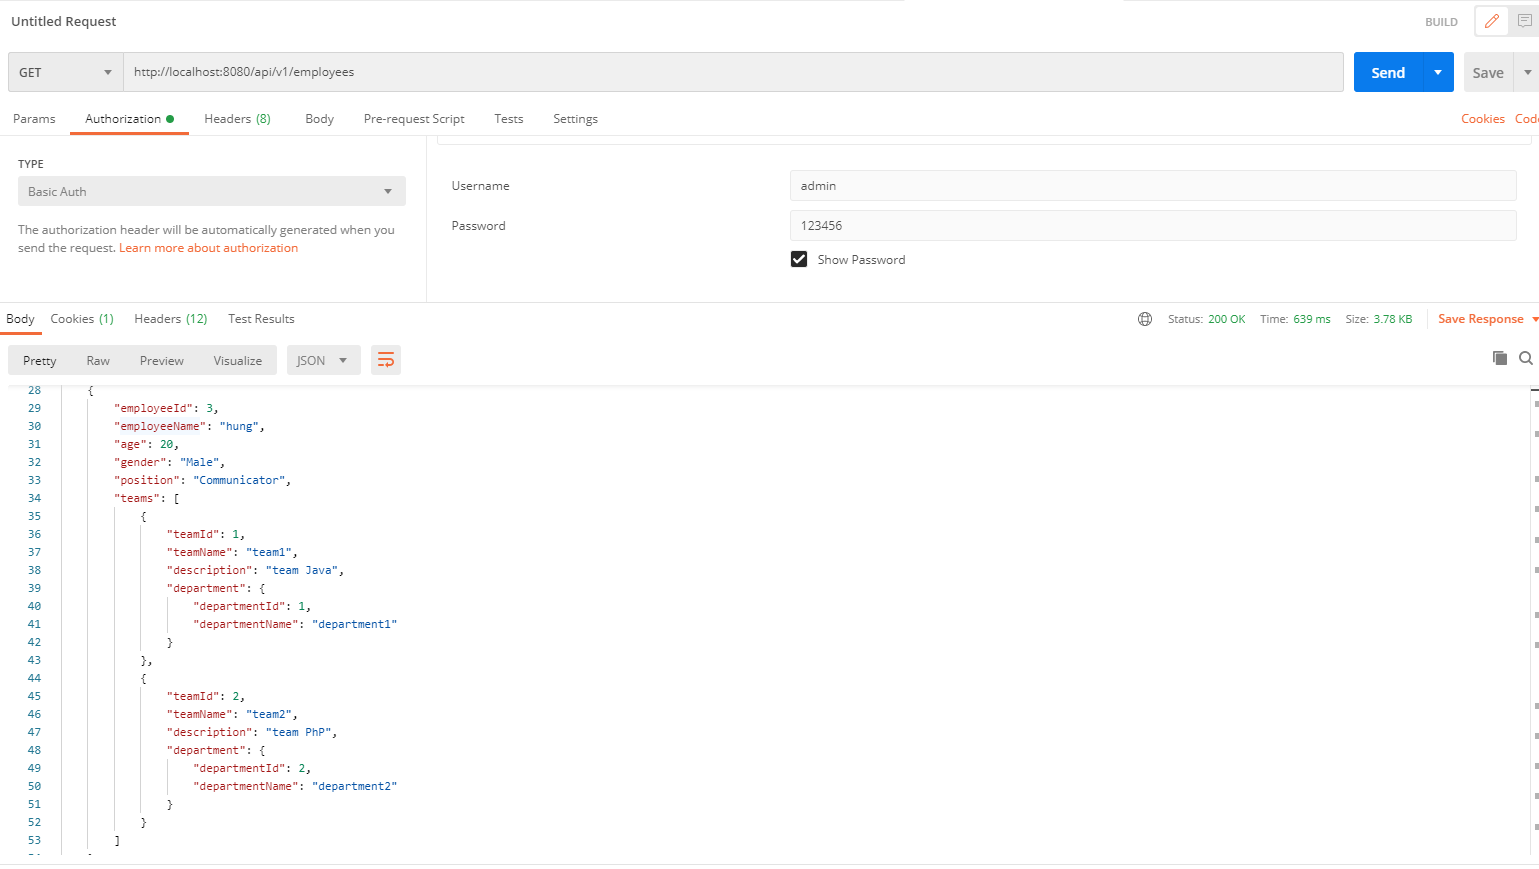 Untitled Request
BUILD
GET http://localhost:8080/api/v1/employees Send Save
Params Authorization Headers (8) Body Pre-request Script Tests Settings Cookies Code
TYPE
Basic Auth
The authorization header will be automatically generated when you
send the request. Learn more about authorization
Username admin
Password 123456
Show Password
Body Cookies (1) Headers (12) Test Results Status: 200 OK Time: 639 ms Size: 3.78 KB Save Response
Pretty Raw Preview Visualize JSON
28 {
29 "employeeId": 3,
30 "employeeName": "hung",
31 "age": 20,
32 "gender": "Male",
33 "position": "Communicator",
34 "teams": [
35 {
36 "teamId": 1,
37 "teamName": "team1",
38 "description": "team Java",
39 "department": {
40 "departmentId": 1,
41 "departmentName": "department1"
42 }
43 },
44 {
45 "teamId": 2,
46 "teamName": "team2",
47 "description": "team PhP",
48 "department": {
49 "departmentId": 2,
50 "departmentName": "department2"
51 }
52 }
53 ]